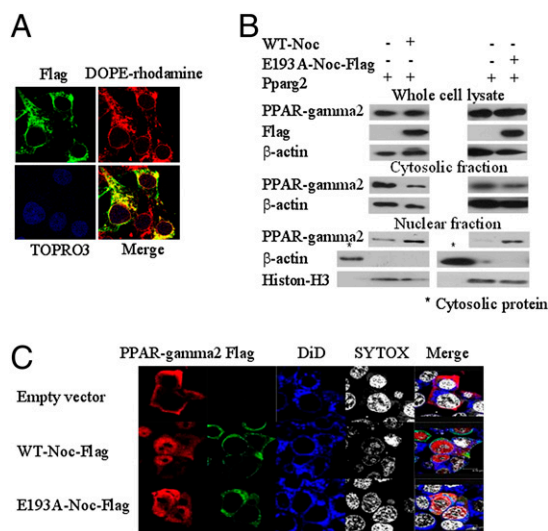 A
Flag DOPE-rhodamine
TOPRO3 Merge
B
WT-Noc - + 
E193A-Noc-Flag - +
Pparg2 + + + +
Whole cell lysate
PPAR-gamma2
Flag
β-actin
Cytosolic fraction
PPAR-gamma2
β-actin
Nuclear fraction
PPAR-gamma2
* *
β-actin
Histon-H3
* Cytosolic protein
C
PPAR-gamma2 Flag DiD SYTOX Merge
Empty vector
WT-Noc-Flag
E193A-Noc-Flag